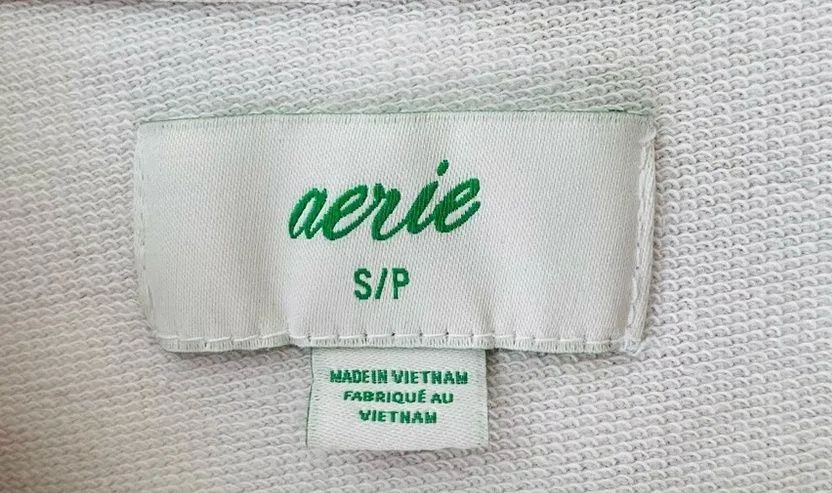 aerie
S/P
MADE IN VIETNAM
FABRIQUÉ AU
VIETNAM